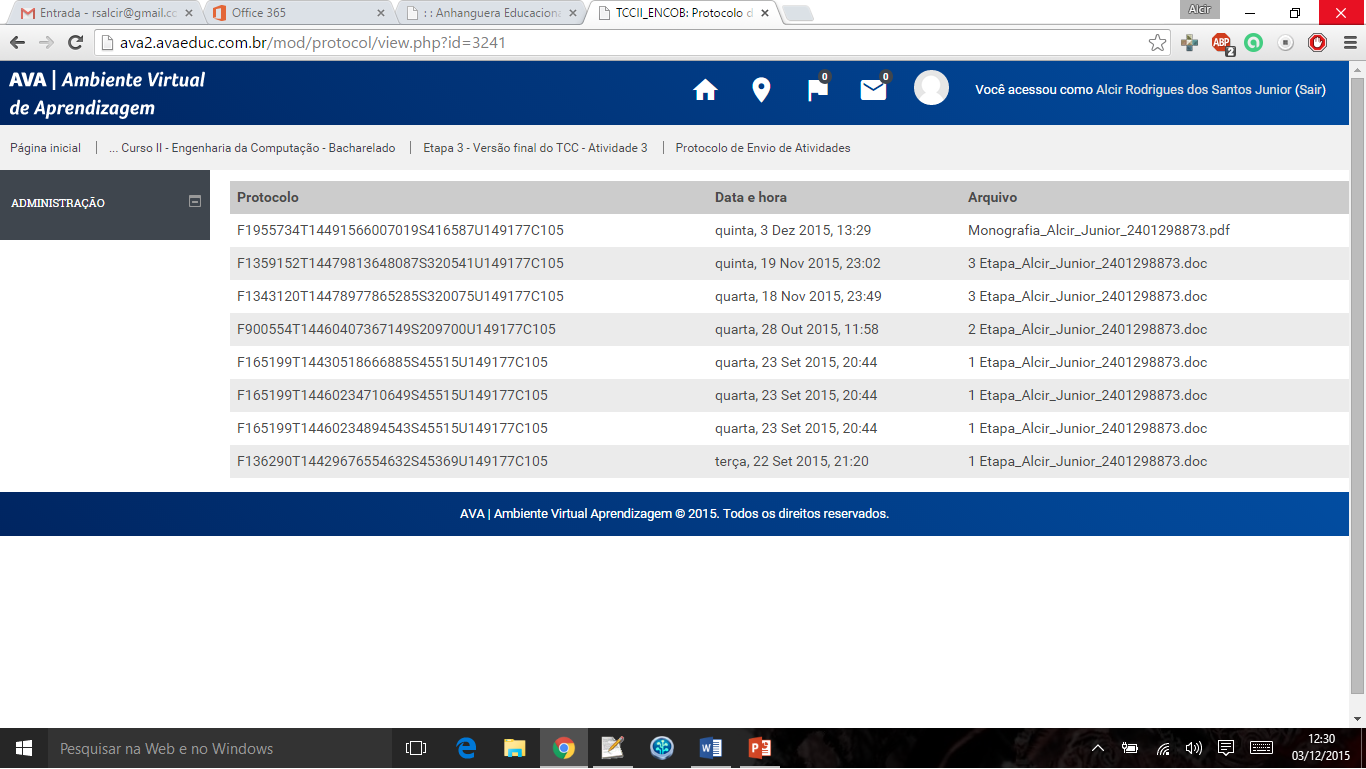 Entrada - rsalcir@gmail.cc
Office 365
: : Anhanguera Educaciona
TCCII_ENCOB: Protocolo d
Alcir
ava2.avaeduc.com.br/mod/protocol/view.php?id=3241
ABP 2
AVA | Ambiente Virtual
de Aprendizagem
0 0
Você acessou como Alcir Rodrigues dos Santos Junior (Sair)
Página inicial | ... Curso II - Engenharia da Computação - Bacharelado | Etapa 3 - Versão final do TCC - Atividade 3 | Protocolo de Envio de Atividades
ADMINISTRAÇÃO
Protocolo Data e hora Arquivo
F1955734T14491566007019S416587U149177C105 quinta, 3 Dez 2015, 13:29 Monografia_Alcir_Junior_2401298873.pdf
F1359152T14479813648087S320541U149177C105 quinta, 19 Nov 2015, 23:02 3 Etapa_Alcir_Junior_2401298873.doc
F1343120T14478977865285S320075U149177C105 quarta, 18 Nov 2015, 23:49 3 Etapa_Alcir_Junior_2401298873.doc
F900554T14460407367149S209700U149177C105 quarta, 28 Out 2015, 11:58 2 Etapa_Alcir_Junior_2401298873.doc
F165199T14430518666885S45515U149177C105 quarta, 23 Set 2015, 20:44 1 Etapa_Alcir_Junior_2401298873.doc
F165199T14460234710649S45515U149177C105 quarta, 23 Set 2015, 20:44 1 Etapa_Alcir_Junior_2401298873.doc
F165199T14460234894543S45515U149177C105 quarta, 23 Set 2015, 20:44 1 Etapa_Alcir_Junior_2401298873.doc
F136290T14429676554632S45369U149177C105 terça, 22 Set 2015, 21:20 1 Etapa_Alcir_Junior_2401298873.doc
AVA | Ambiente Virtual Aprendizagem © 2015. Todos os direitos reservados.
Pesquisar na Web e no Windows
12:30
03/12/2015